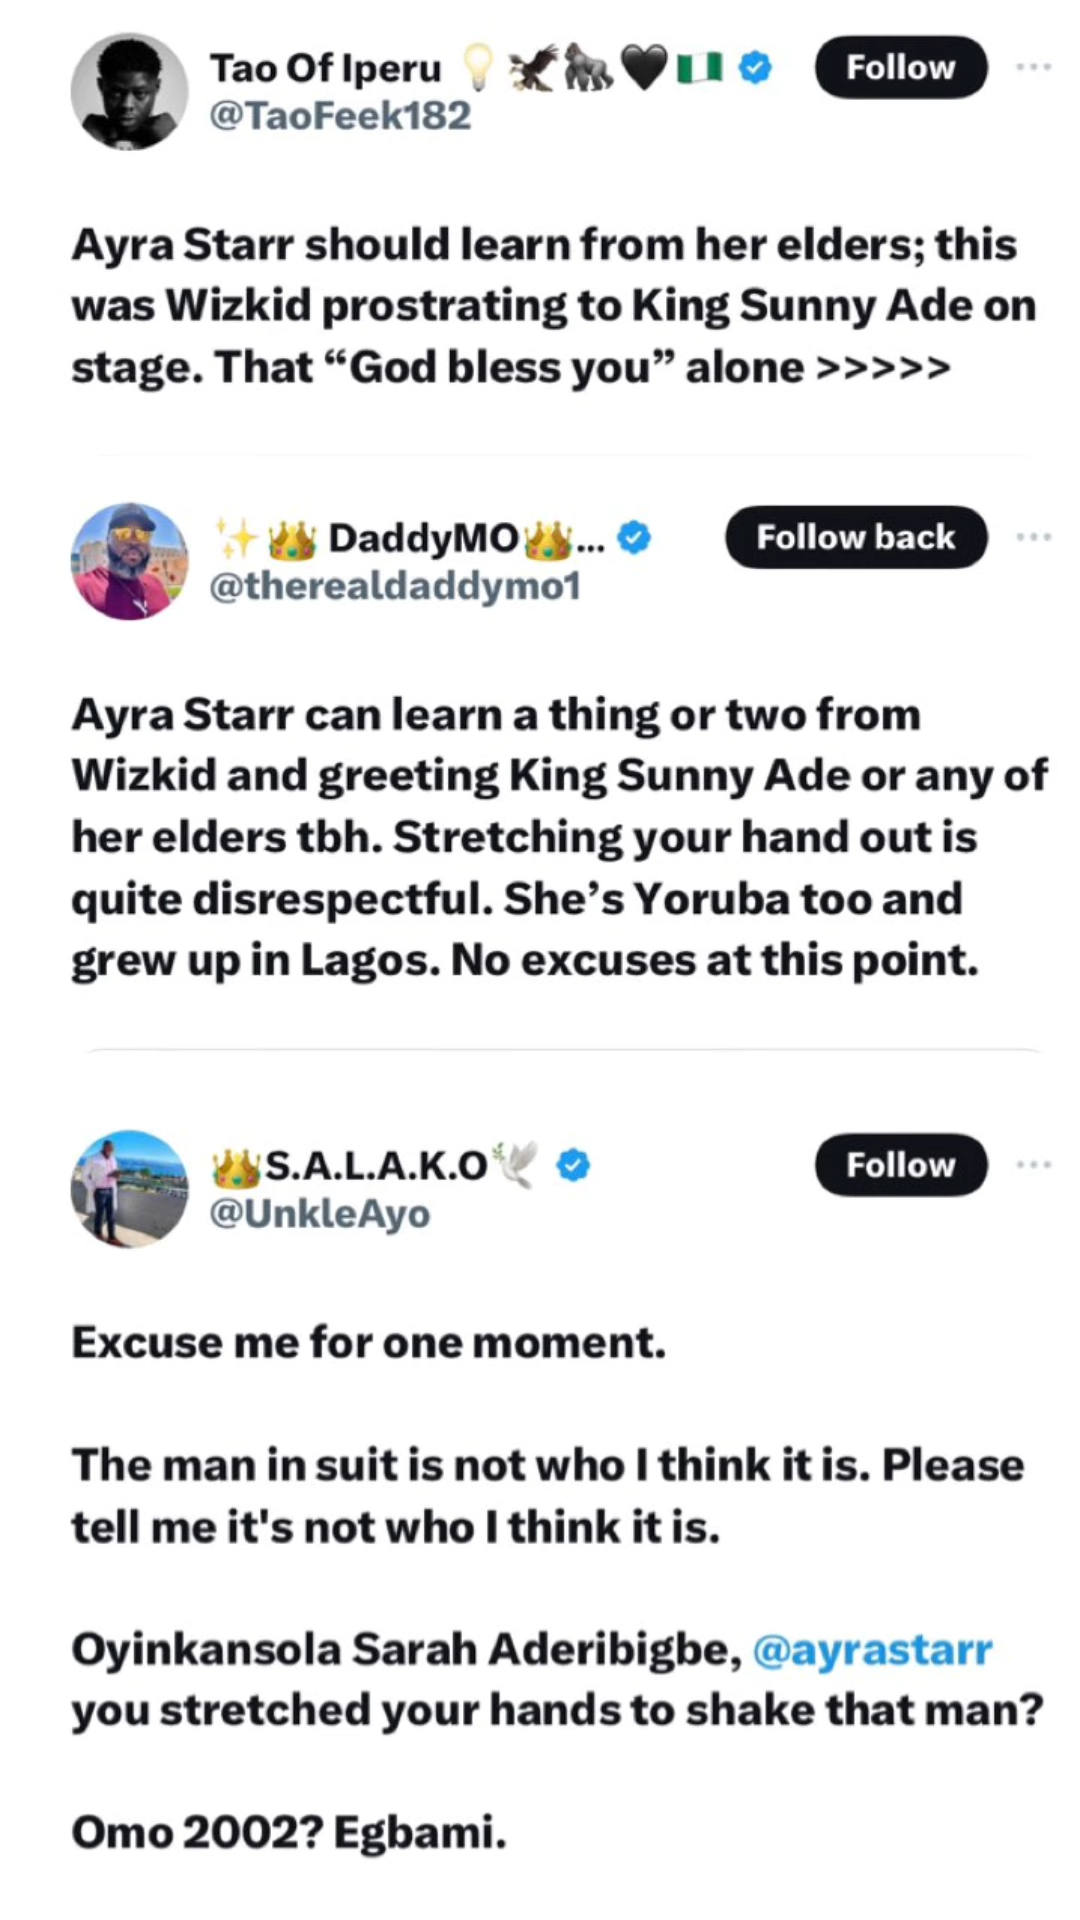 Tao Of Iperu 💡🦅🦍🖤🇳🇬
Follow
@TaoFeek182
Ayra Starr should learn from her elders; this
was Wizkid prostrating to King Sunny Ade on
stage. That “God bless you” alone >>>>>
✨👑 DaddyMO👑...
Follow back
@therealdaddymo1
Ayra Starr can learn a thing or two from
Wizkid and greeting King Sunny Ade or any of
her elders tbh. Stretching your hand out is
quite disrespectful. She’s Yoruba too and
grew up in Lagos. No excuses at this point.
👑S.A.L.A.K.O🕊️
Follow
@UnkleAyo
Excuse me for one moment.
The man in suit is not who I think it is. Please
tell me it's not who I think it is.
Oyinkansola Sarah Aderibigbe, @ayrastarr
you stretched your hands to shake that man?
Omo 2002? Egbami.